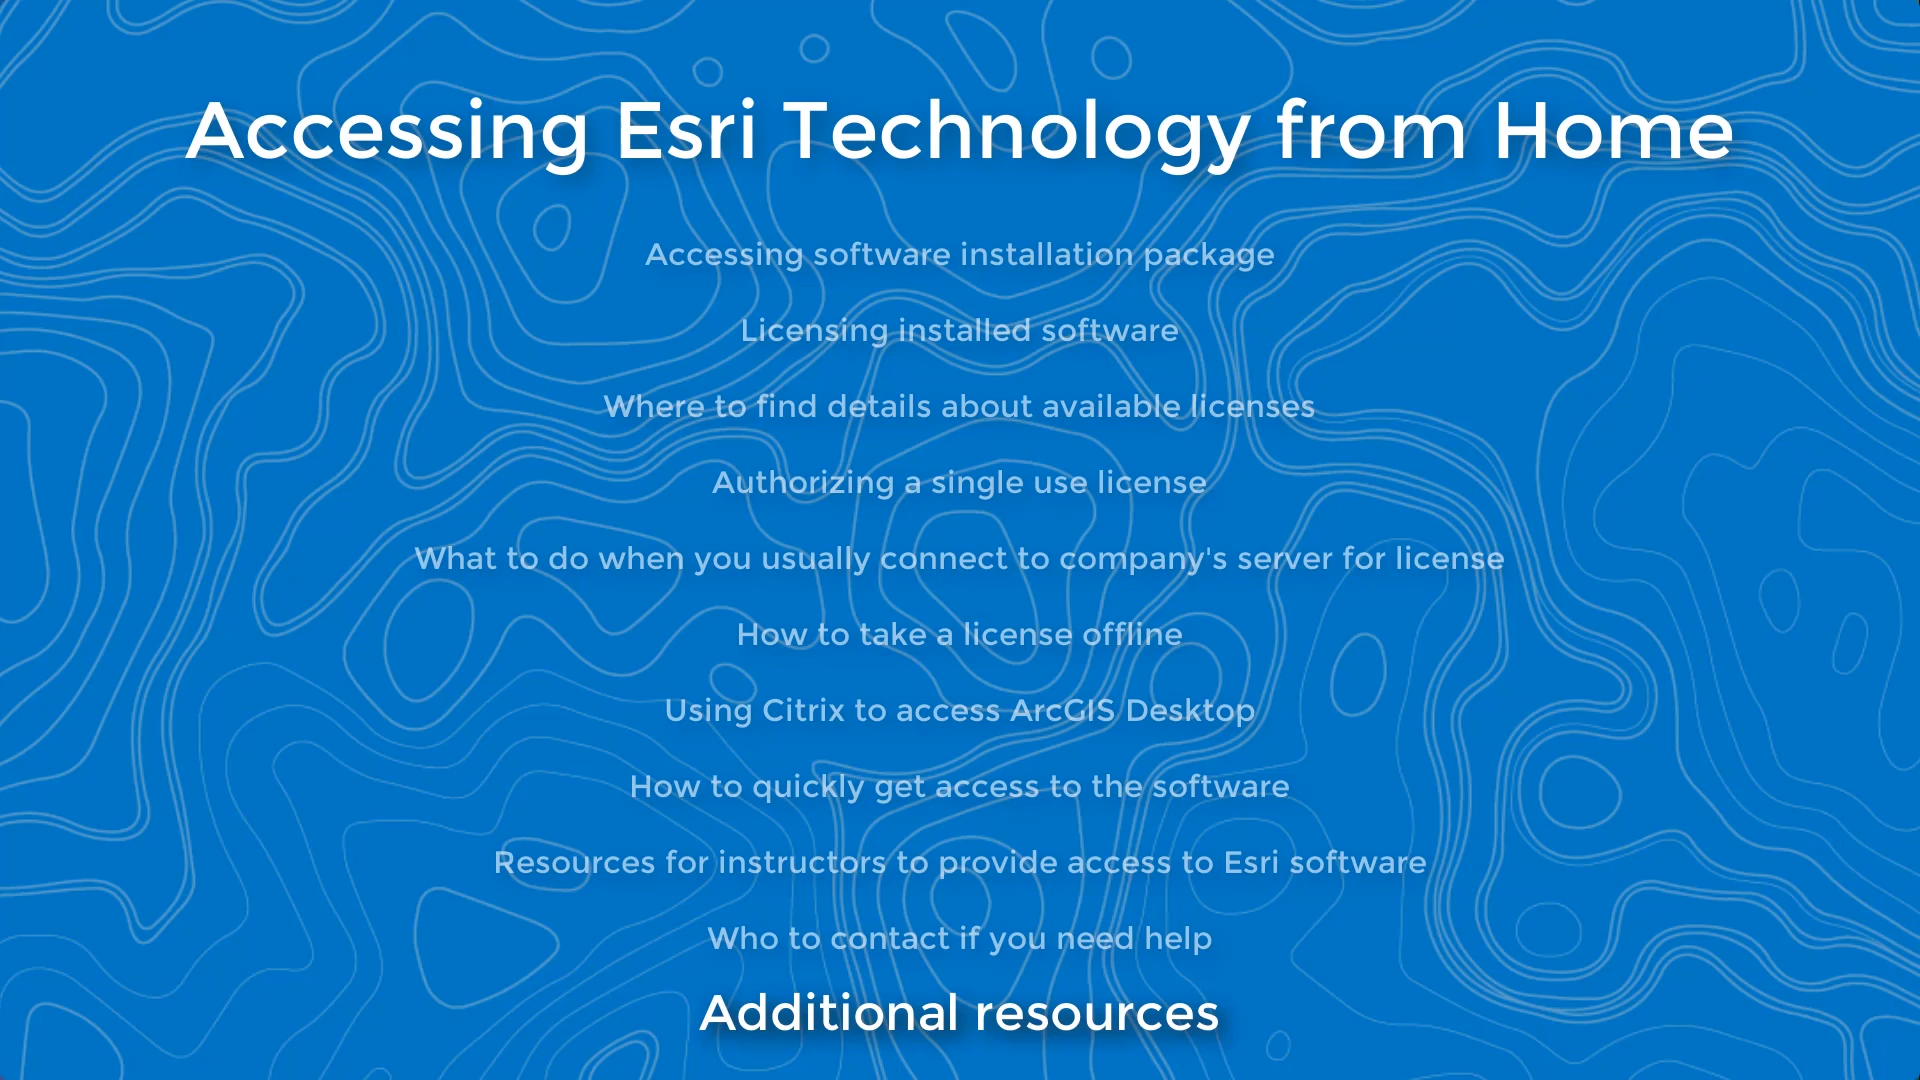 Accessing Esri Technology from Home
Accessing software installation package
Licensing installed software
Where to find details about available licenses
Authorizing a single use license
What to do when you usually connect to company's server for license
How to take a license offline
Using Citrix to access ArcGIS Desktop
How to quickly get access to the software
Resources for instructors to provide access to Esri software
Who to contact if you need help
Additional resources